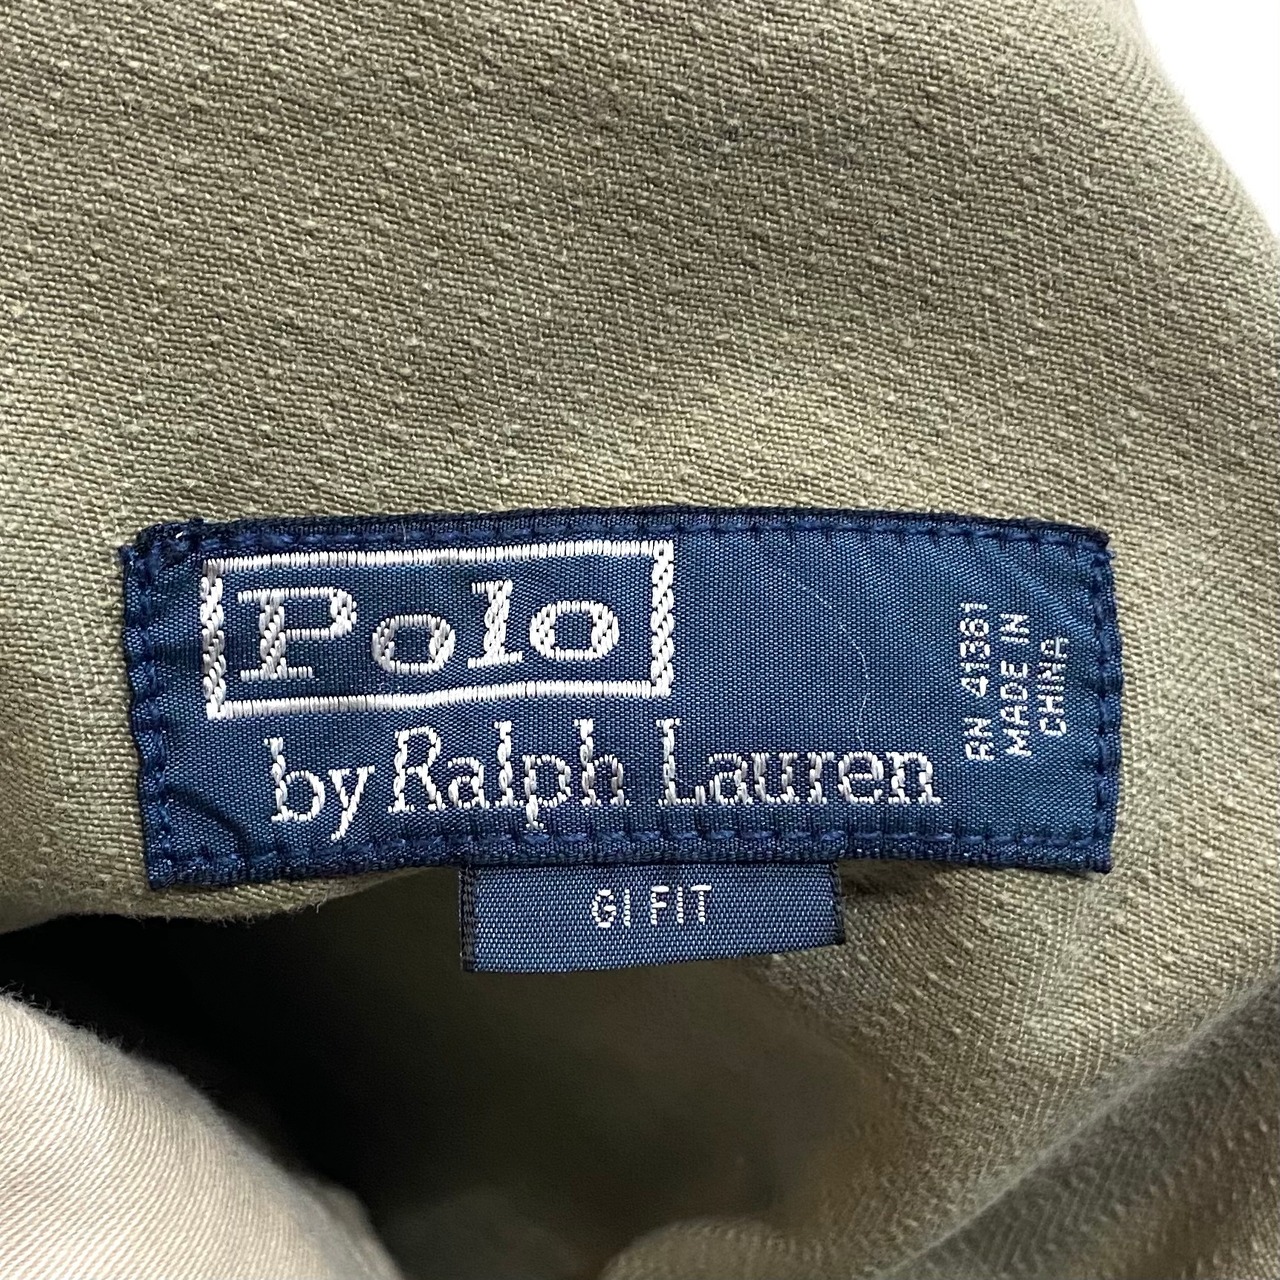 Polo
by Ralph Lauren
RN 41381
MADE IN
CHINA
GI FIT